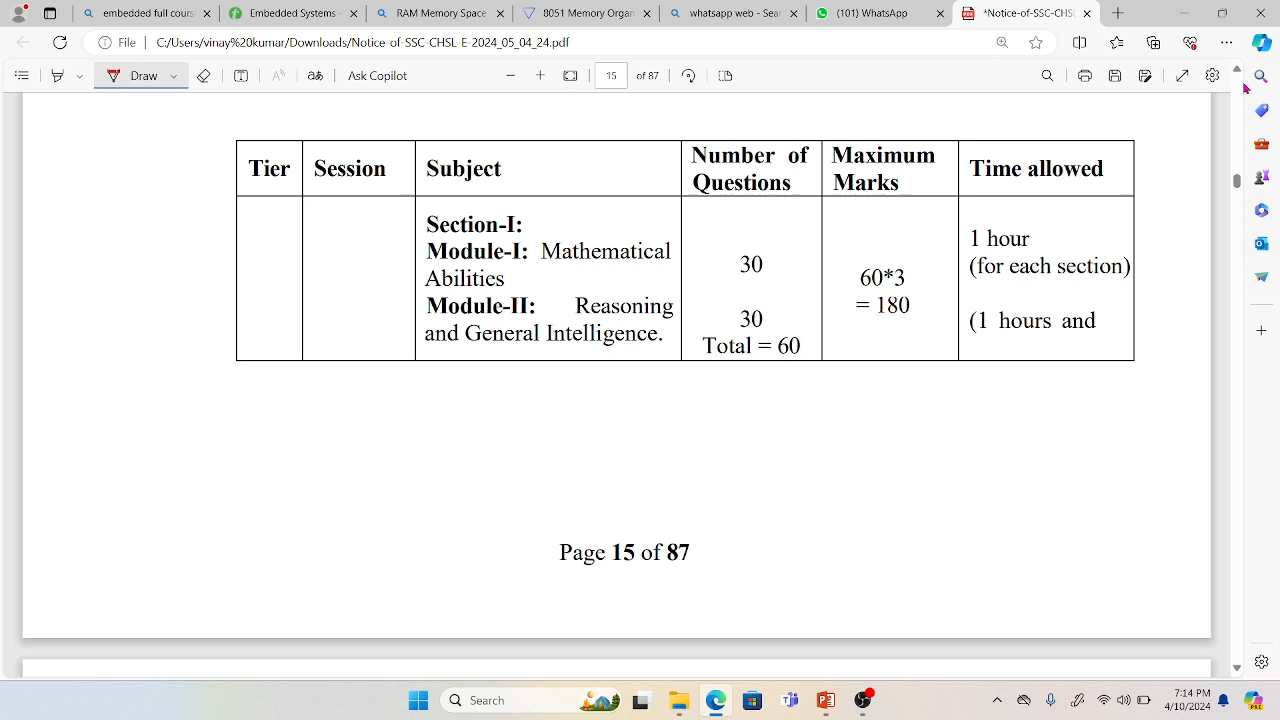 embedded full cours
Embedded Systems -
RAM Memory Space
8051 Memory Organ
whatsapp web - Sear
(101) WhatsApp
*Notice-of-SSC-CHSL
File
C:/Users/vinay%20kumar/Downloads/Notice-of-SSC CHSL-E-2024_05_04_24.pdf
Draw
Ask Copilot
15
of 87
Tier
Session
Subject
Number of
Questions
Maximum
Marks
Time allowed
Section-I:
Module-I: Mathematical
Abilities
Module-II: Reasoning
and General Intelligence.
30
30
Total = 60
60*3
= 180
1 hour
(for each section)
(1 hours and
Page 15 of 87
Search
7:14 PM
4/10/2024